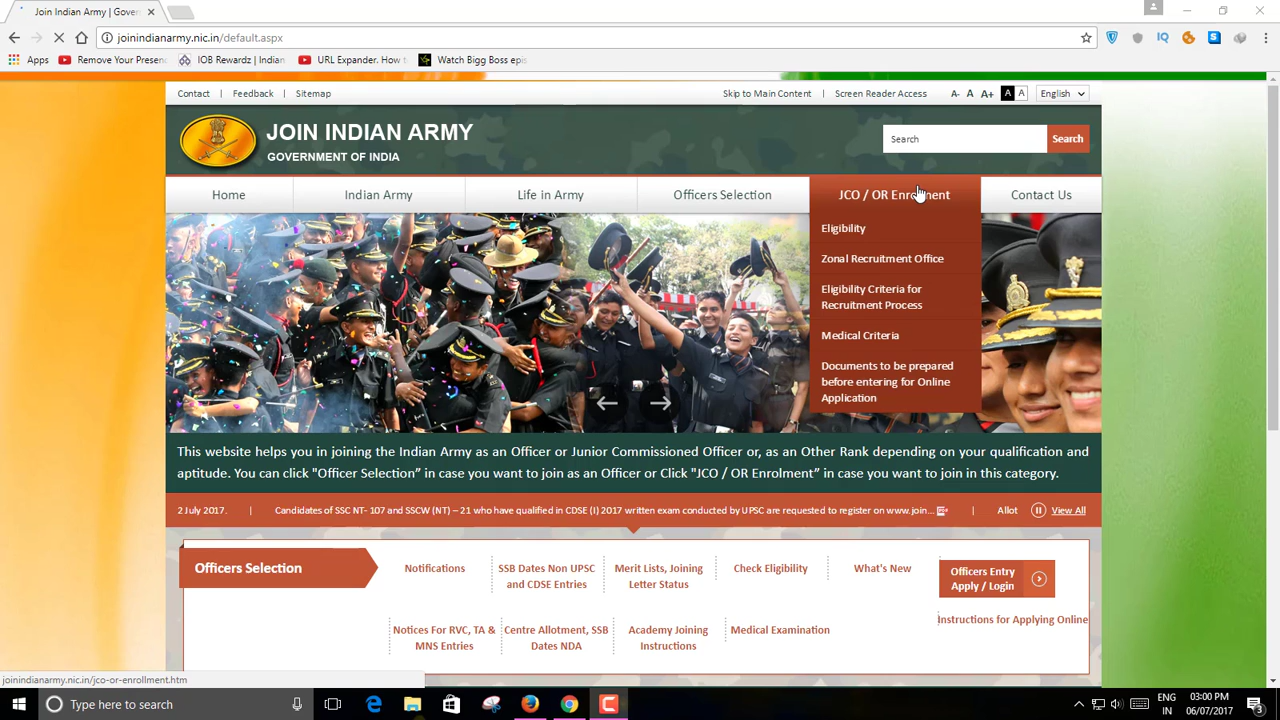 Join Indian Army | Govern
joinindianarmy.nic.in/default.aspx
Apps
Remove Your Presenc
IOB Rewardz | Indian
URL Expander. How to
Watch Bigg Boss epis
Contact | Feedback | Sitemap
Skip to Main Content | Screen Reader Access
A- A A+ A A
English
JOIN INDIAN ARMY
GOVERNMENT OF INDIA
Search
Search
Home
Indian Army
Life in Army
Officers Selection
JCO / OR Enrolment
Contact Us
Eligibility
Zonal Recruitment Office
Eligibility Criteria for
Recruitment Process
Medical Criteria
Documents to be prepared
before entering for Online
Application
This website helps you in joining the Indian Army as an Officer or Junior Commissioned Officer or, as an Other Rank depending on your qualification and
aptitude. You can click "Officer Selection" in case you want to join as an Officer or Click "JCO / OR Enrolment" in case you want to join in this category.
2 July 2017. | Candidates of SSC NT- 107 and SSCW (NT) – 21 who have qualified in CDSE (I) 2017 written exam conducted by UPSC are requested to register on www.join... | Allot
View All
Officers Selection
Notifications
SSB Dates Non UPSC
and CDSE Entries
Merit Lists, Joining
Letter Status
Check Eligibility
What's New
Officers Entry
Apply / Login
Instructions for Applying Online
Notices For RVC, TA &
MNS Entries
Centre Allotment, SSB
Dates NDA
Academy Joining
Instructions
Medical Examination
joinindianarmy.nic.in/jco-or-enrollment.htm
Type here to search
ENG
IN
03:00 PM
06/07/2017
3